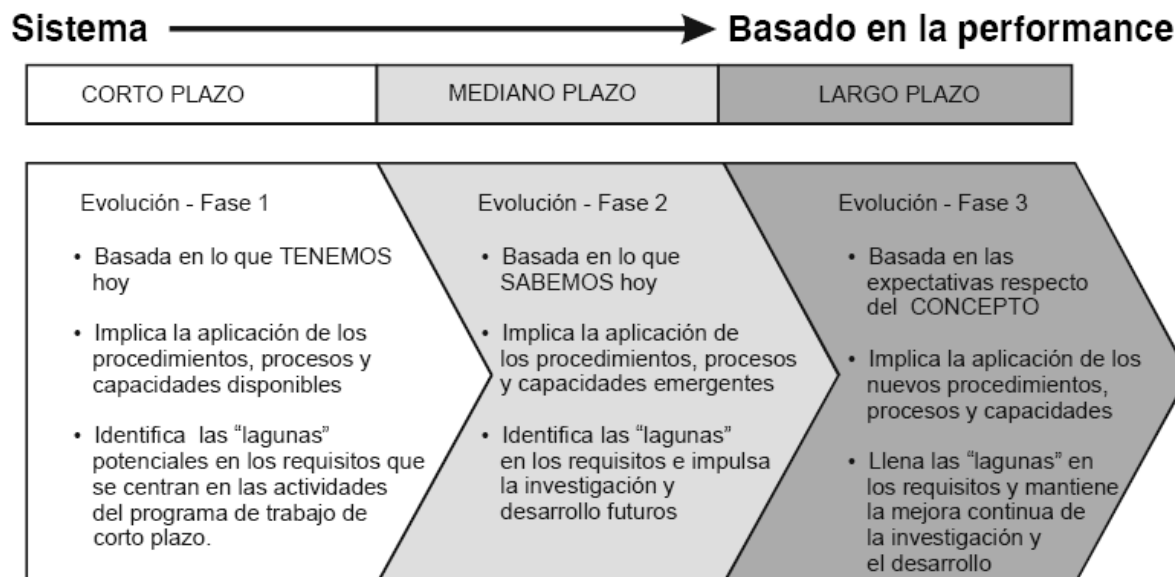 Sistema
Basado en la performance
CORTO PLAZO
MEDIANO PLAZO
LARGO PLAZO
Evolución - Fase 1
• Basada en lo que TENEMOS
hoy
• Implica la aplicación de los
procedimientos, procesos y
capacidades disponibles
• Identifica las “lagunas”
potenciales en los requisitos que
se centran en las actividades
del programa de trabajo de
corto plazo.
Evolución - Fase 2
• Basada en lo que
SABEMOS hoy
• Implica la aplicación de
los procedimientos, procesos
y capacidades emergentes
• Identifica las “lagunas”
en los requisitos e impulsa
la investigación y
desarrollo futuros
Evolución - Fase 3
• Basada en las
expectativas respecto
del CONCEPTO
• Implica la aplicación de los
nuevos procedimientos,
procesos y capacidades
• Llena las “lagunas” en
los requisitos y mantiene
la mejora continua de
la investigación y
el desarrollo